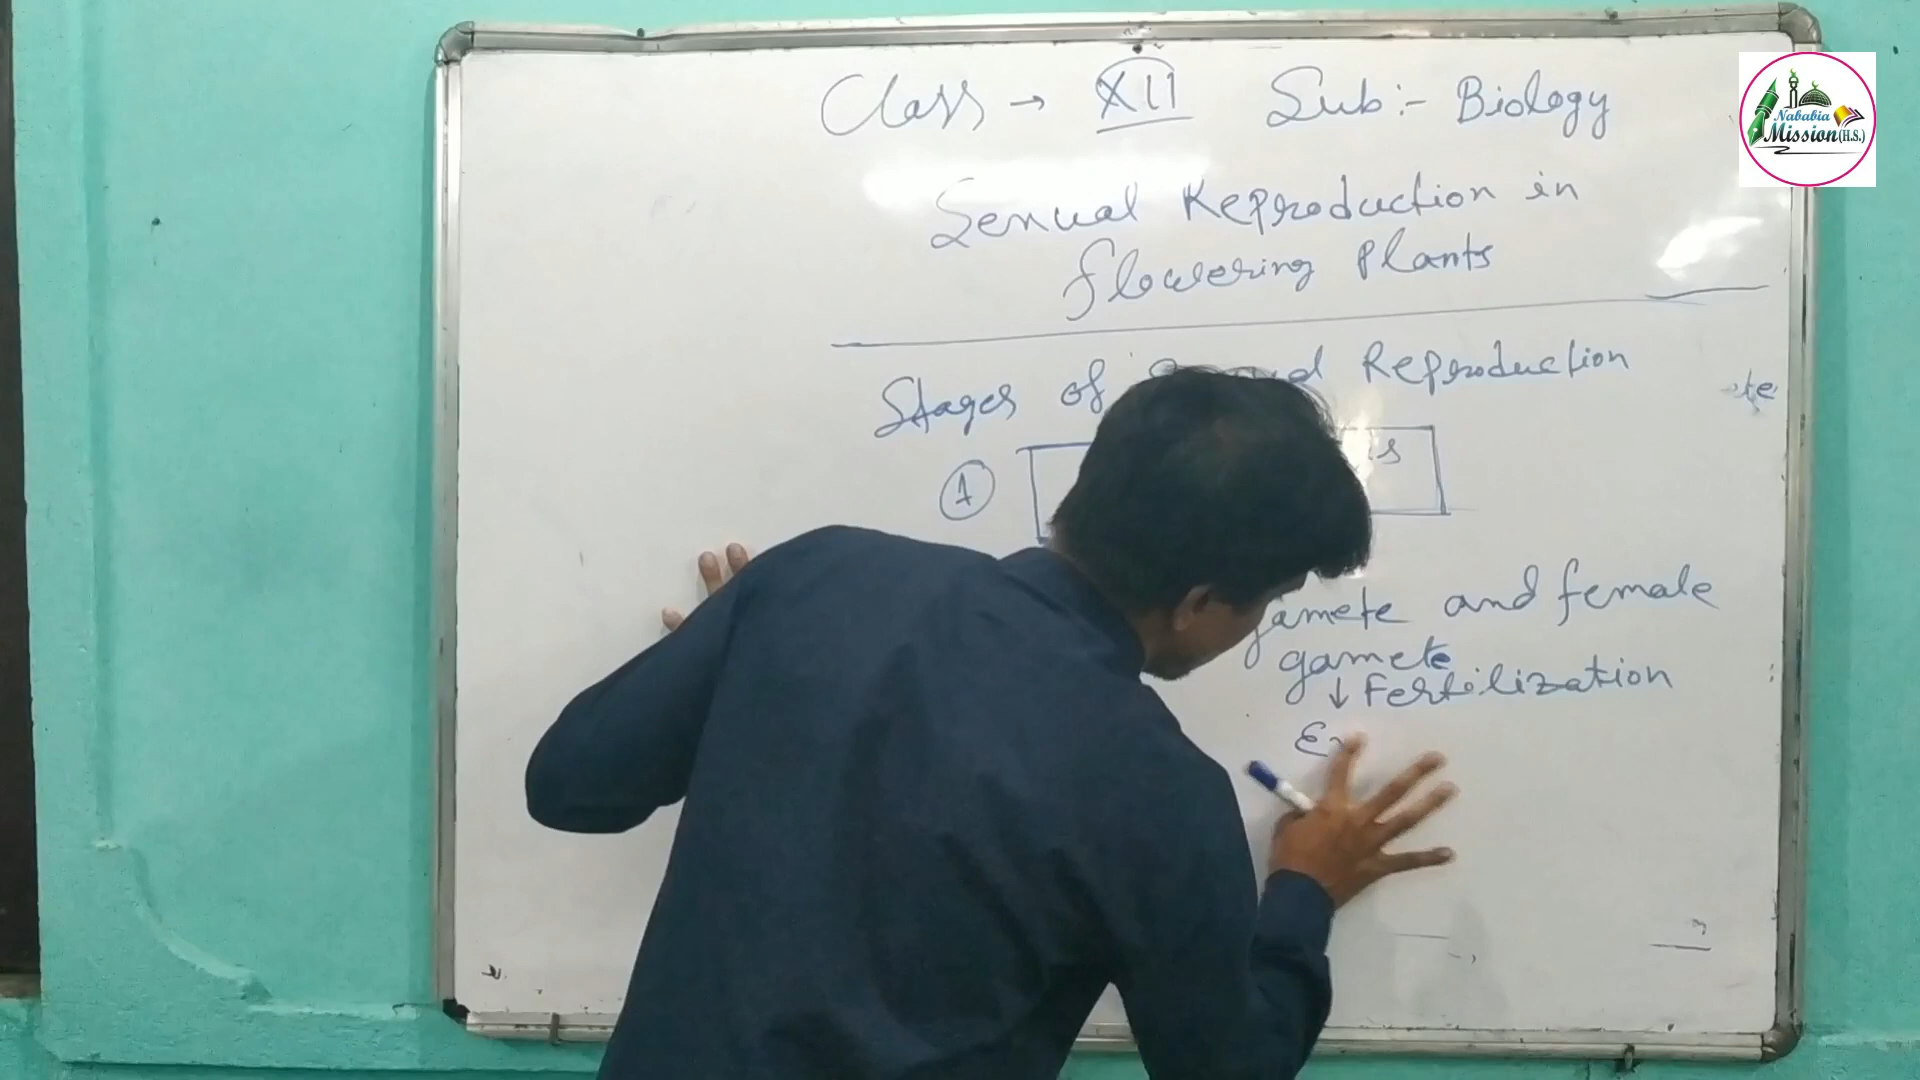 Class → XII Sub:- Biology
Nababia
Mission(H.S.)
Sexual Reproduction in
flowering Plants
Stages of Reproduction
1
gamete and female
gamete
↓ Fertilization